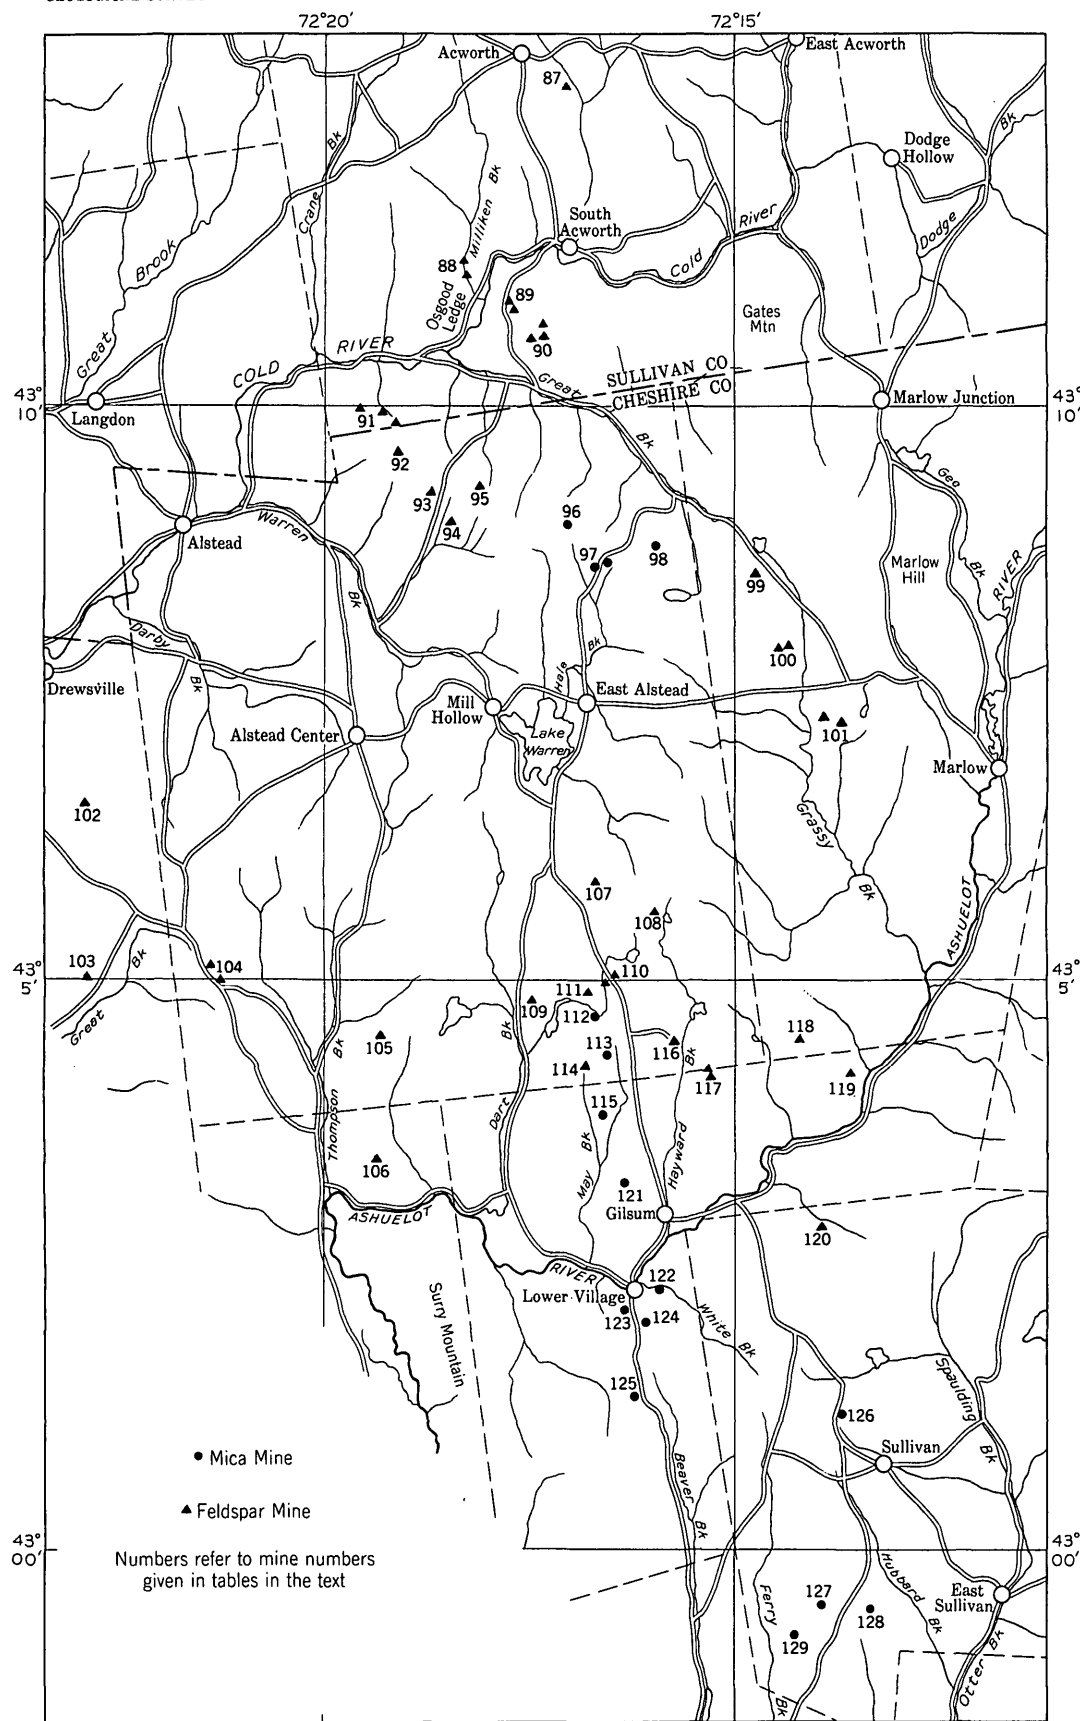 72°20'
72°15'
Acworth
East Acworth
87
Bk
Bk
Dodge
Hollow
Crane
Milliken Bk
South
Acworth
River
Dodge
Brook
Cold
88
Osgood
Ledge
89
Gates
Mtn
90
Great
RIVER
COLD
SULLIVAN CO
CHESHIRE CO
Great
43°
10'
Langdon
91
Marlow Junction
43°
10'
Bk
92
93
95
94
96
Geo
Alstead
Warren
97
98
Marlow
Hill
99
Bk
RIVER
Bk
Darby
Bk
100
Drewsville
Bk
Hale
East Alstead
Mill
Hollow
Alstead Center
Lake
Warren
101
Marlow
102
Grassy
Bk
107
108
ASHUELOT
103
Bk
104
110
43°
5'
43°
5'
Great
109
111
112
Bk
105
Bk
113
116
Bk
118
114
117
119
115
Dart
Thompson
Bk
106
May
Hayward
121
Gilsum
ASHUELOT
120
RIVER
122
Lower Village
123
124
White
Bk
Surry Mountain
125
Spaulding
126
Mica Mine
Sullivan
Bk
Beaver
Feldspar Mine
Bk
43°
00'
43°
00'
Numbers refer to mine numbers
given in tables in the text
Hubbard
Bk
East
Sullivan
Ferry
127
128
129
Bk
Otter Bk